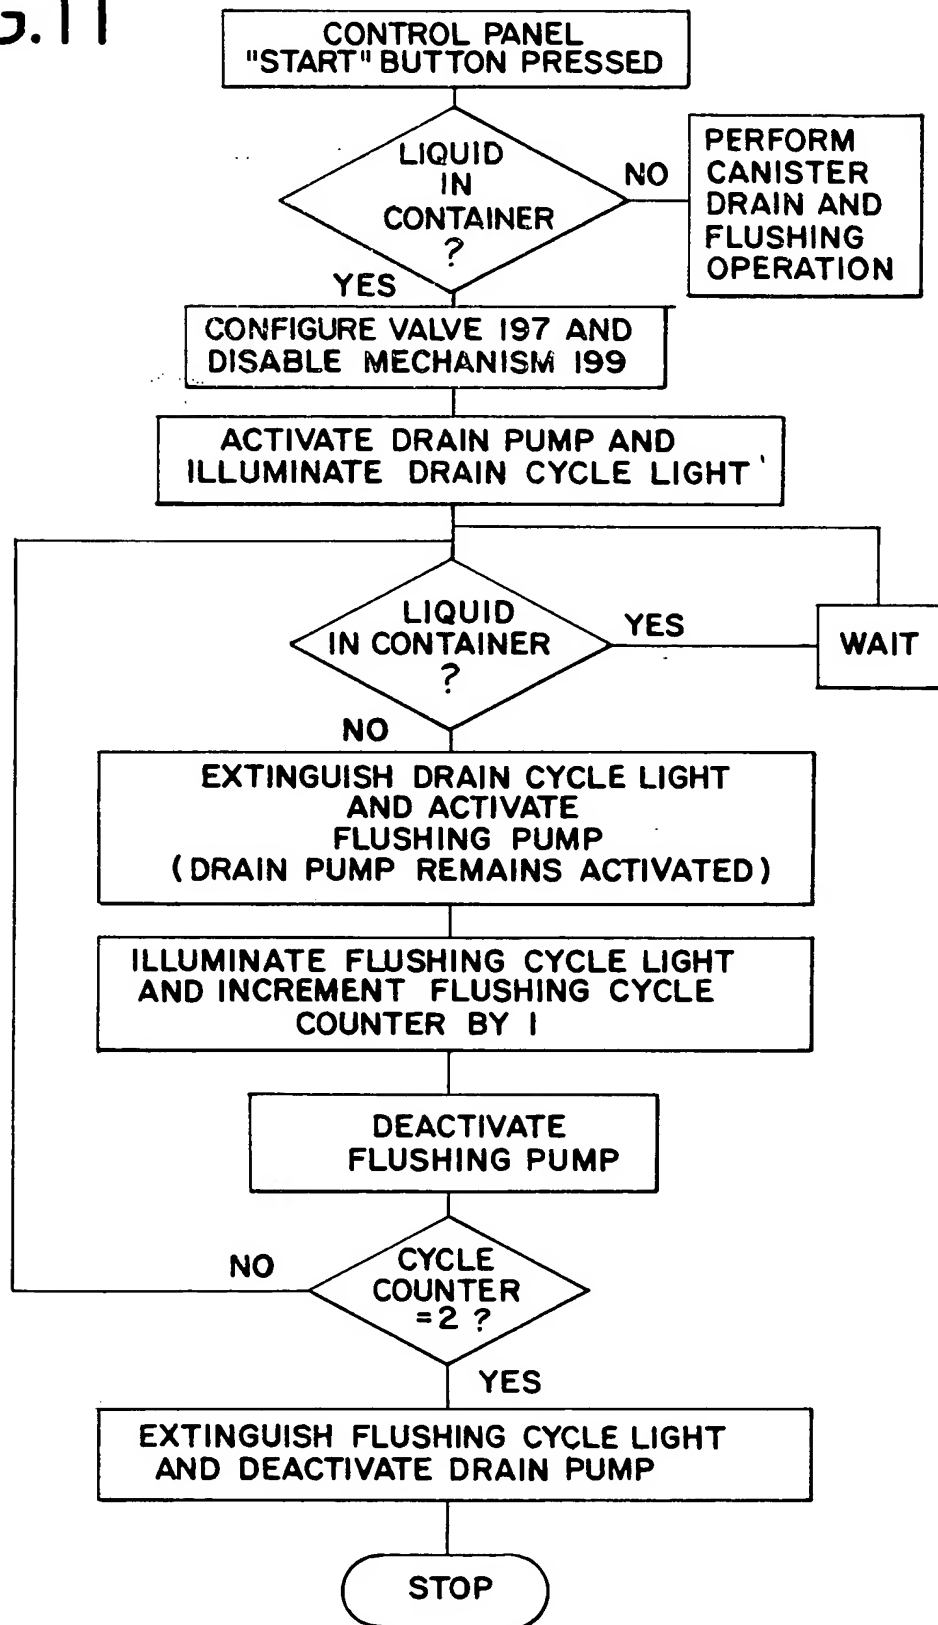 G.11
CONTROL PANEL
"START" BUTTON PRESSED
LIQUID
IN
CONTAINER
?
NO
PERFORM
CANISTER
DRAIN AND
FLUSHING
OPERATION
YES
CONFIGURE VALVE 197 AND
DISABLE MECHANISM 199
ACTIVATE DRAIN PUMP AND
ILLUMINATE DRAIN CYCLE LIGHT
LIQUID
IN CONTAINER
?
YES
WAIT
NO
EXTINGUISH DRAIN CYCLE LIGHT
AND ACTIVATE
FLUSHING PUMP
(DRAIN PUMP REMAINS ACTIVATED)
ILLUMINATE FLUSHING CYCLE LIGHT
AND INCREMENT FLUSHING CYCLE
COUNTER BY 1
DEACTIVATE
FLUSHING PUMP
NO
CYCLE
COUNTER
=2 ?
YES
EXTINGUISH FLUSHING CYCLE LIGHT
AND DEACTIVATE DRAIN PUMP
STOP